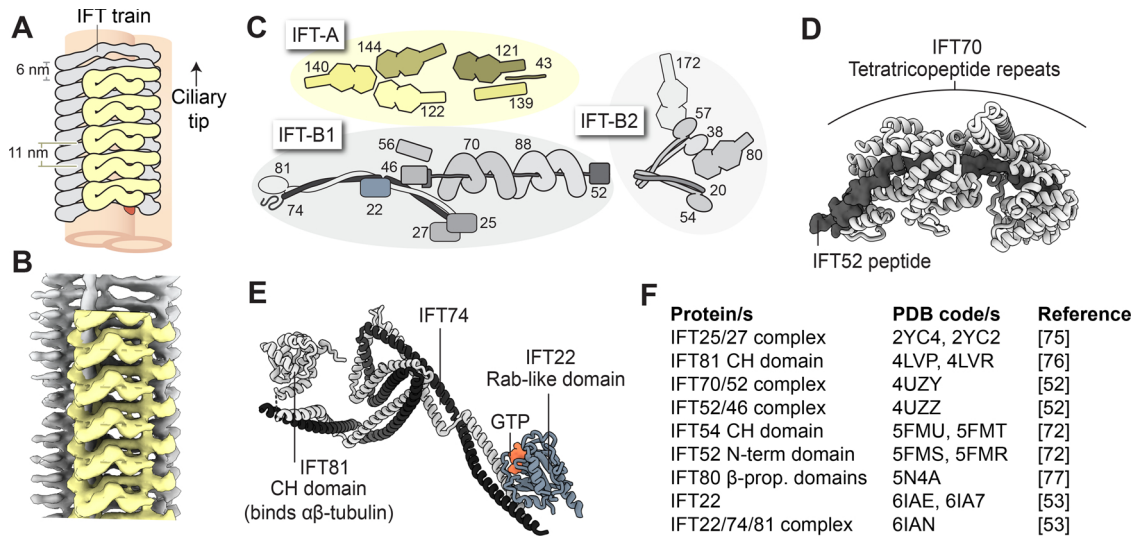 A
IFT train
6 nm
Ciliary
tip
11 nm
B
C
IFT-A
144
121
140
43
122
139
IFT-B1
56
70
88
81
46
74
22
52
27
25
IFT-B2
172
57
38
80
20
54
D
IFT70
Tetratricopeptide repeats
IFT52 peptide
E
IFT74
IFT22
Rab-like domain
GTP
IFT81
CH domain
(binds αβ-tubulin)
F
Protein/s PDB code/s Reference
IFT25/27 complex 2YC4, 2YC2 [75]
IFT81 CH domain 4LVP, 4LVR [76]
IFT70/52 complex 4UZY [52]
IFT52/46 complex 4UZZ [52]
IFT54 CH domain 5FMU, 5FMT [72]
IFT52 N-term domain 5FMS, 5FMR [72]
IFT80 β-prop. domains 5N4A [77]
IFT22 6IAE, 6IA7 [53]
IFT22/74/81 complex 6IAN [53]